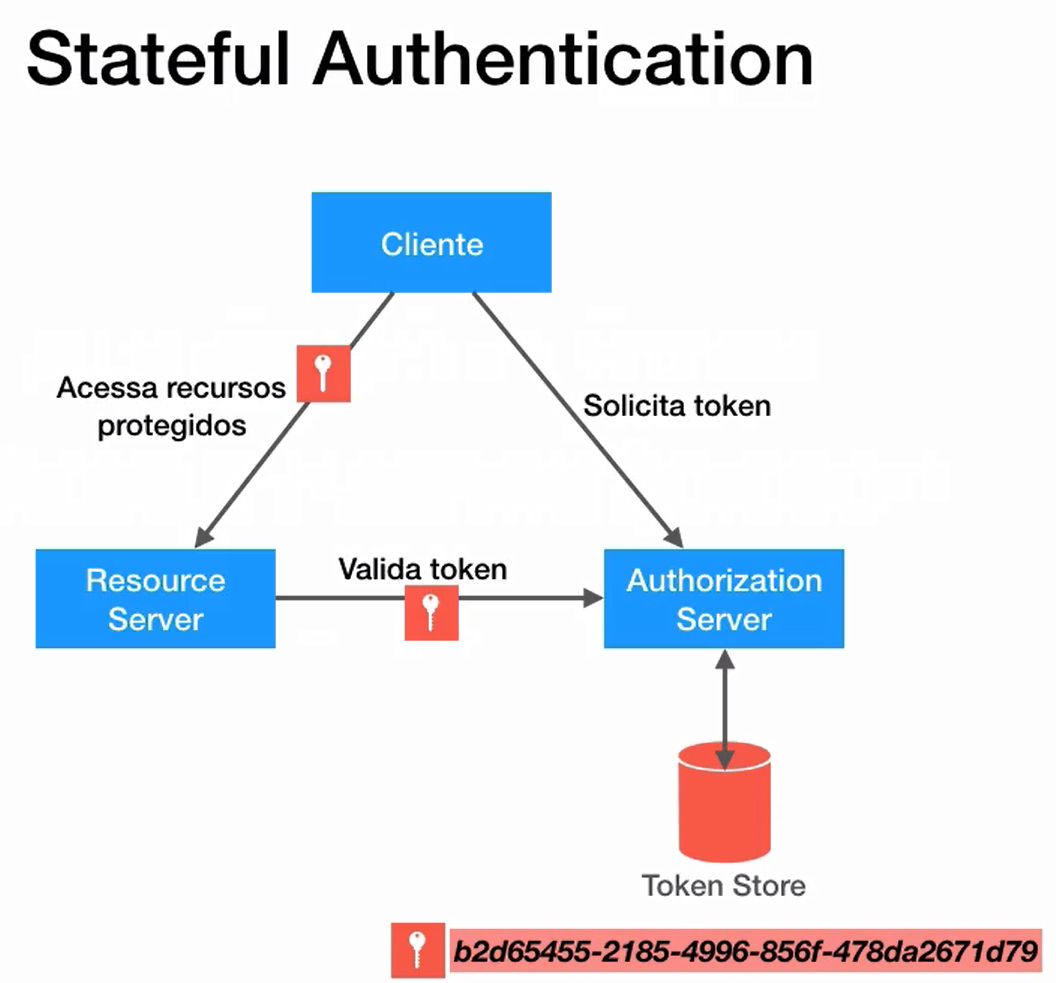 Stateful Authentication
Cliente
Acessa recursos
protegidos
Solicita token
Resource
Server
Valida token
Authorization
Server
Token Store
b2d65455-2185-4996-856f-478da2671d79